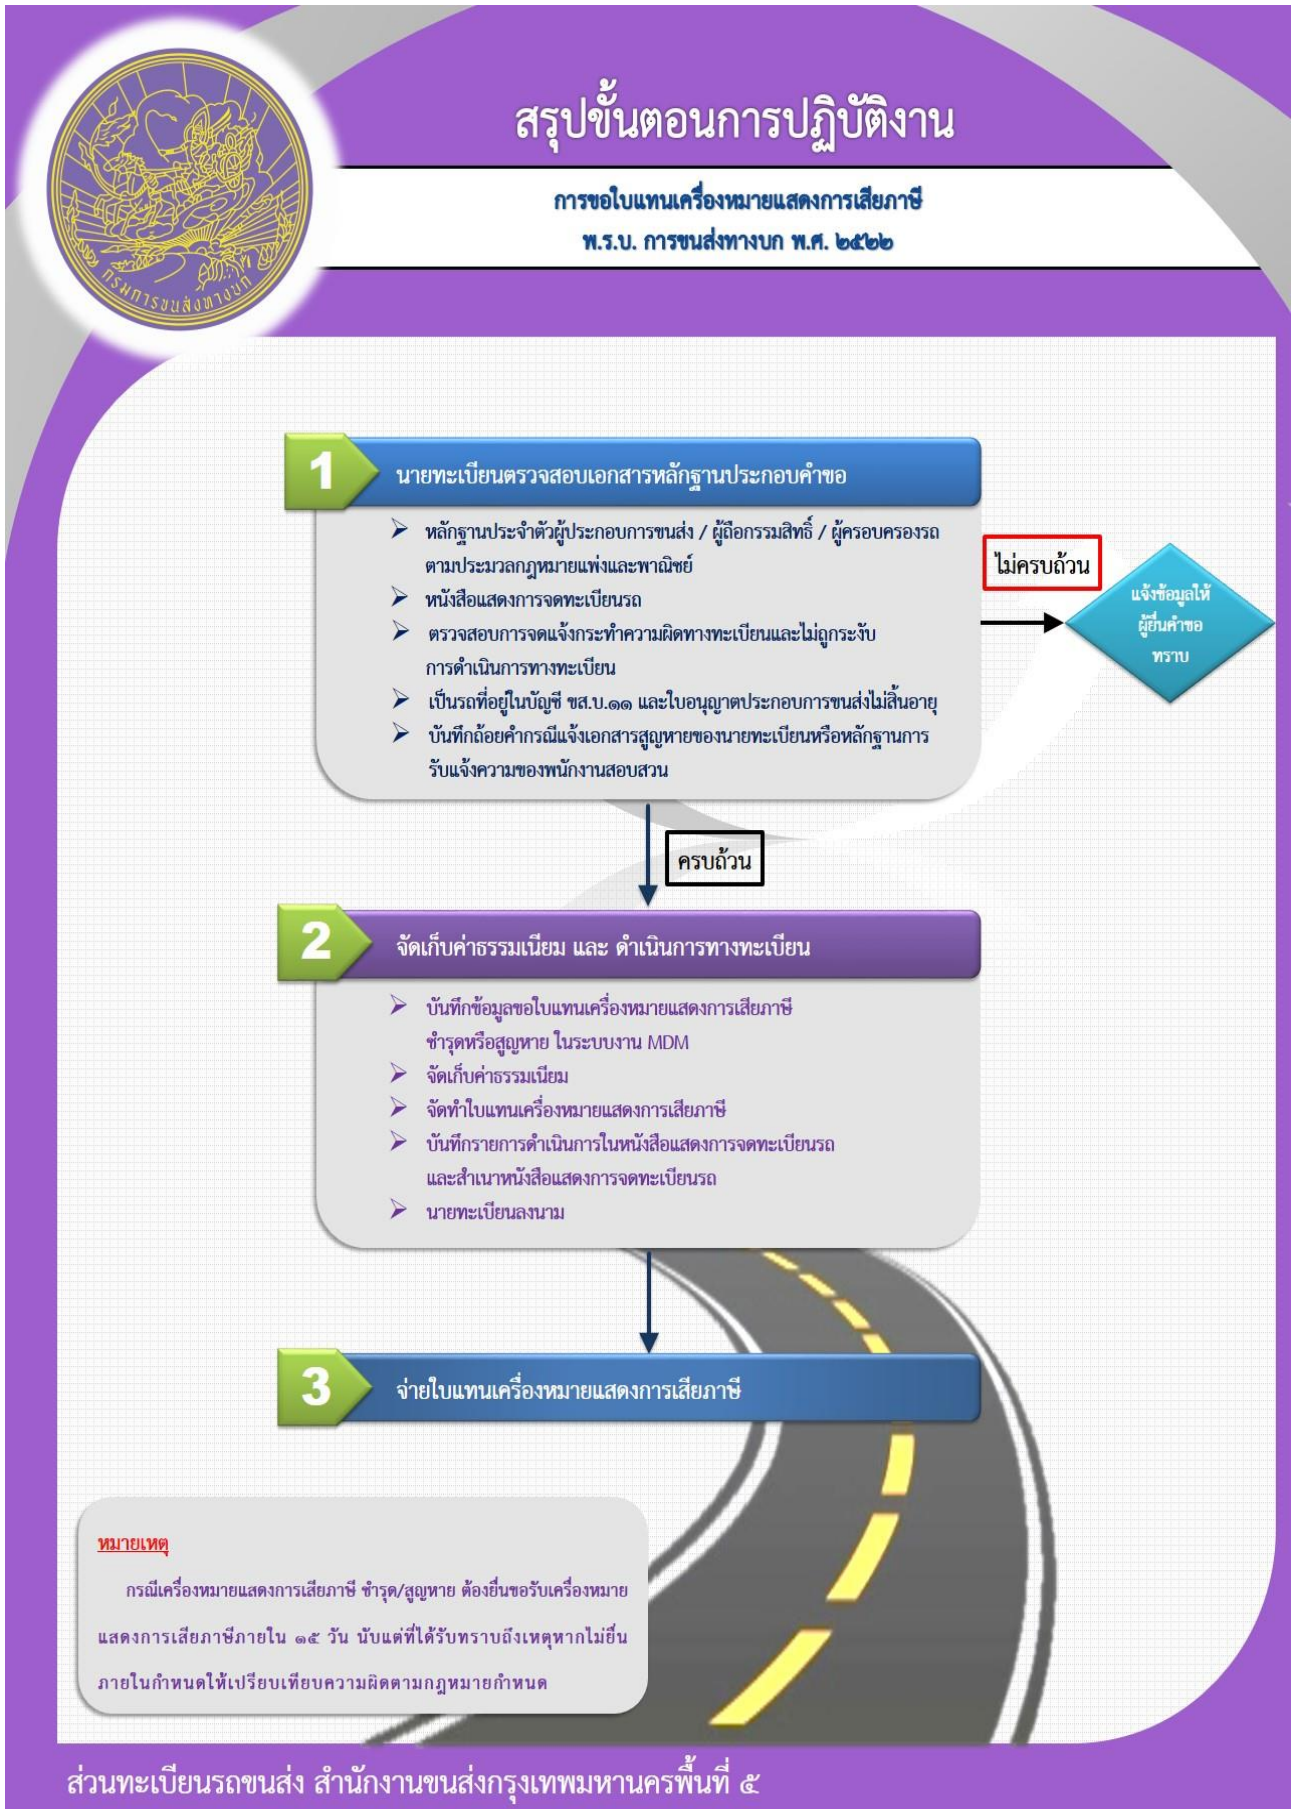 กรมการขนส่งทางบก
สรุปขั้นตอนการปฏิบัติงาน
การขอใบแทนเครื่องหมายแสดงการเสียภาษี
พ.ร.บ. การขนส่งทางบก พ.ศ. ๒๕๒๒
1
นายทะเบียนตรวจสอบเอกสารหลักฐานประกอบคำขอ
หลักฐานประจำตัวผู้ประกอบการขนส่ง / ผู้ถือกรรมสิทธิ์ / ผู้ครอบครองรถ
ตามประมวลกฎหมายแพ่งและพาณิชย์
หนังสือแสดงการจดทะเบียนรถ
ตรวจสอบการจดแจ้งกระทำความผิดทางทะเบียนและไม่ถูกระงับ
การดำเนินการทางทะเบียน
เป็นรถที่อยู่ในบัญชี ขส.บ.๑๑ และใบอนุญาตประกอบการขนส่งไม่สิ้นอายุ
บันทึกถ้อยคำกรณีแจ้งเอกสารสูญหายของนายทะเบียนหรือหลักฐานการ
รับแจ้งความของพนักงานสอบสวน
ไม่ครบถ้วน
แจ้งข้อมูลให้
ผู้ยื่นคำขอ
ทราบ
ครบถ้วน
2
จัดเก็บค่าธรรมเนียม และ ดำเนินการทางทะเบียน
บันทึกข้อมูลขอใบแทนเครื่องหมายแสดงการเสียภาษี
ชำรุดหรือสูญหาย ในระบบงาน MDM
จัดเก็บค่าธรรมเนียม
จัดทำใบแทนเครื่องหมายแสดงการเสียภาษี
บันทึกรายการดำเนินการในหนังสือแสดงการจดทะเบียนรถ
และสำเนาหนังสือแสดงการจดทะเบียนรถ
นายทะเบียนลงนาม
3
จ่ายใบแทนเครื่องหมายแสดงการเสียภาษี
หมายเหตุ
กรณีเครื่องหมายแสดงการเสียภาษี ชำรุด/สูญหาย ต้องยื่นขอรับเครื่องหมาย
แสดงการเสียภาษีภายใน ๑๕ วัน นับแต่ที่ได้รับทราบถึงเหตุหากไม่ยื่น
ภายในกำหนดให้เปรียบเทียบความผิดตามกฎหมายกำหนด
ส่วนทะเบียนรถขนส่ง สำนักงานขนส่งกรุงเทพมหานครพื้นที่ ๕